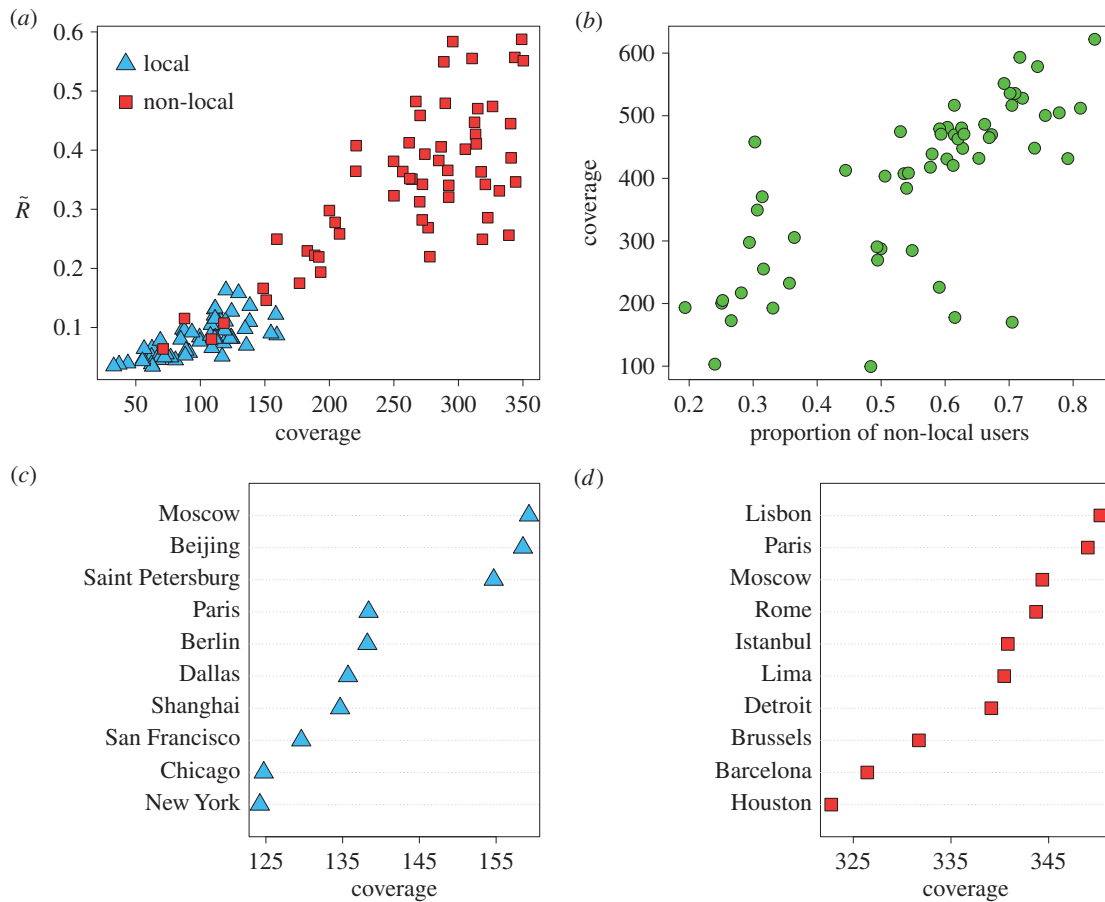 (a)
0.6
0.5
0.4
0.3
0.2
0.1
R̃
local
non-local
50 100 150 200 250 300 350
coverage
(b)
600
500
400
300
200
100
coverage
0.2 0.3 0.4 0.5 0.6 0.7 0.8
proportion of non-local users
(c)
Moscow
Beijing
Saint Petersburg
Paris
Berlin
Dallas
Shanghai
San Francisco
Chicago
New York
125 135 145 155
coverage
(d)
Lisbon
Paris
Moscow
Rome
Istanbul
Lima
Detroit
Brussels
Barcelona
Houston
325 335 345
coverage